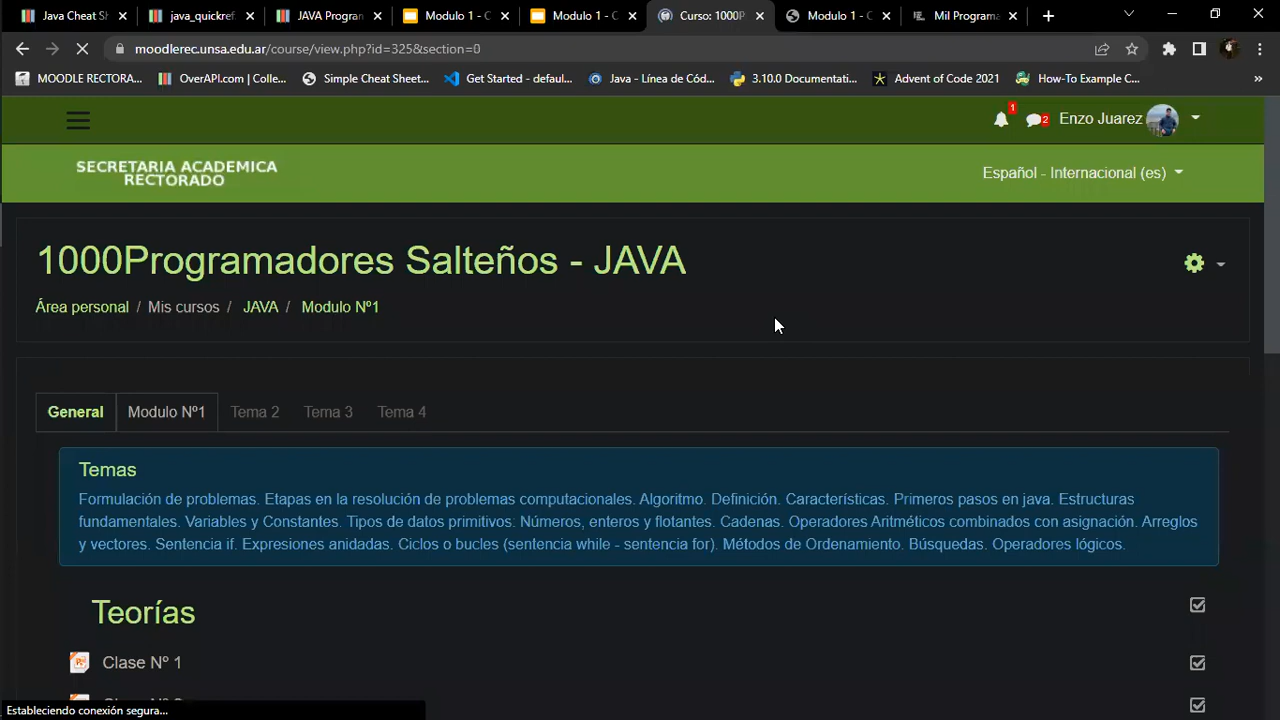 Java Cheat Sh
java_quickref.
JAVA Program
Modulo 1 - C
Modulo 1 - C
Curso: 1000P
Modulo 1 - C
Mil Programa
moodlerec.unsa.edu.ar/course/view.php?id=325&section=0
MOODLE RECTORA...
OverAPI.com | Collec...
Simple Cheat Sheet...
Get Started - defaul...
Java - Línea de Cód...
3.10.0 Documentati...
Advent of Code 2021
How-To Example C...
»
1
2
Enzo Juarez
SECRETARIA ACADEMICA
RECTORADO
Español - Internacional (es)
1000Programadores Salteños - JAVA
Área personal / Mis cursos / JAVA / Modulo Nº1
General
Modulo Nº1
Tema 2
Tema 3
Tema 4
Temas
Formulación de problemas. Etapas en la resolución de problemas computacionales. Algoritmo. Definición. Características. Primeros pasos en java. Estructuras
fundamentales. Variables y Constantes. Tipos de datos primitivos: Números, enteros y flotantes. Cadenas. Operadores Aritméticos combinados con asignación. Arreglos
y vectores. Sentencia if. Expresiones anidadas. Ciclos o bucles (sentencia while - sentencia for). Métodos de Ordenamiento. Búsquedas. Operadores lógicos.
Teorías
Clase Nº 1
Estableciendo conexión segura...